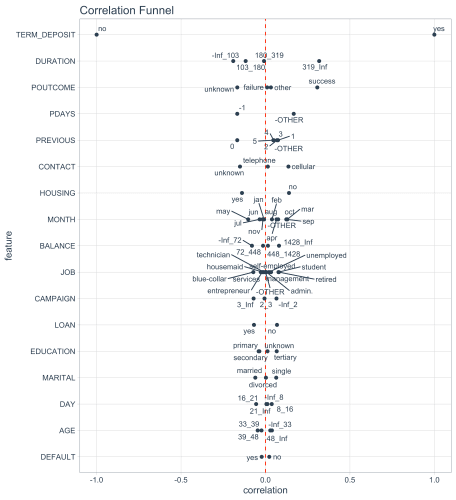 Correlation Funnel
feature
TERM_DEPOSIT
no
yes
DURATION
-Inf_103
180_319
103_180
319_Inf
POUTCOME
success
unknown
failure
other
PDAYS
-1
-OTHER
PREVIOUS
4
3
1
5
2
0
-OTHER
CONTACT
telephone
cellular
unknown
HOUSING
no
yes
MONTH
jan
feb
may
jun
aug
oct
mar
jul
-OTHER
sep
nov
apr
BALANCE
-Inf_72
1428_Inf
72_448
448_1428
JOB
technician
unemployed
housemaid
self-employed
student
blue-collar
services
management
retired
entrepreneur
-OTHER
admin.
CAMPAIGN
3_Inf
2_3
-Inf_2
LOAN
yes
no
EDUCATION
primary
unknown
secondary
tertiary
MARITAL
married
single
divorced
DAY
16_21
-Inf_8
21_Inf
8_16
AGE
33_39
-Inf_33
39_48
48_Inf
DEFAULT
yes
no
-1.0
-0.5
0.0
0.5
1.0
correlation